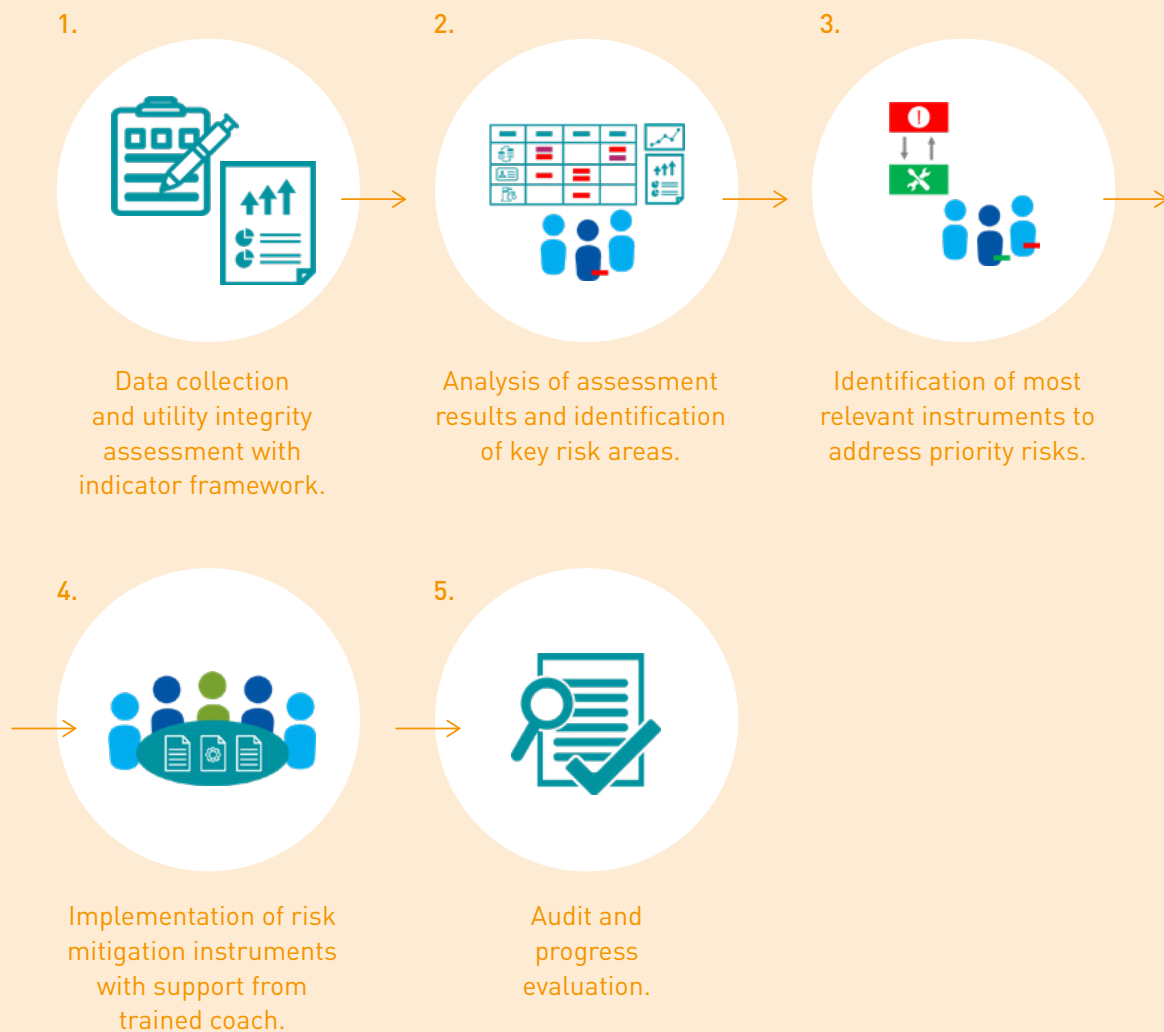 1.
Data collection
and utility integrity
assessment with
indicator framework.
2.
Analysis of assessment
results and identification
of key risk areas.
3.
Identification of most
relevant instruments to
address priority risks.
4.
Implementation of risk
mitigation instruments
with support from
trained coach.
5.
Audit and
progress
evaluation.